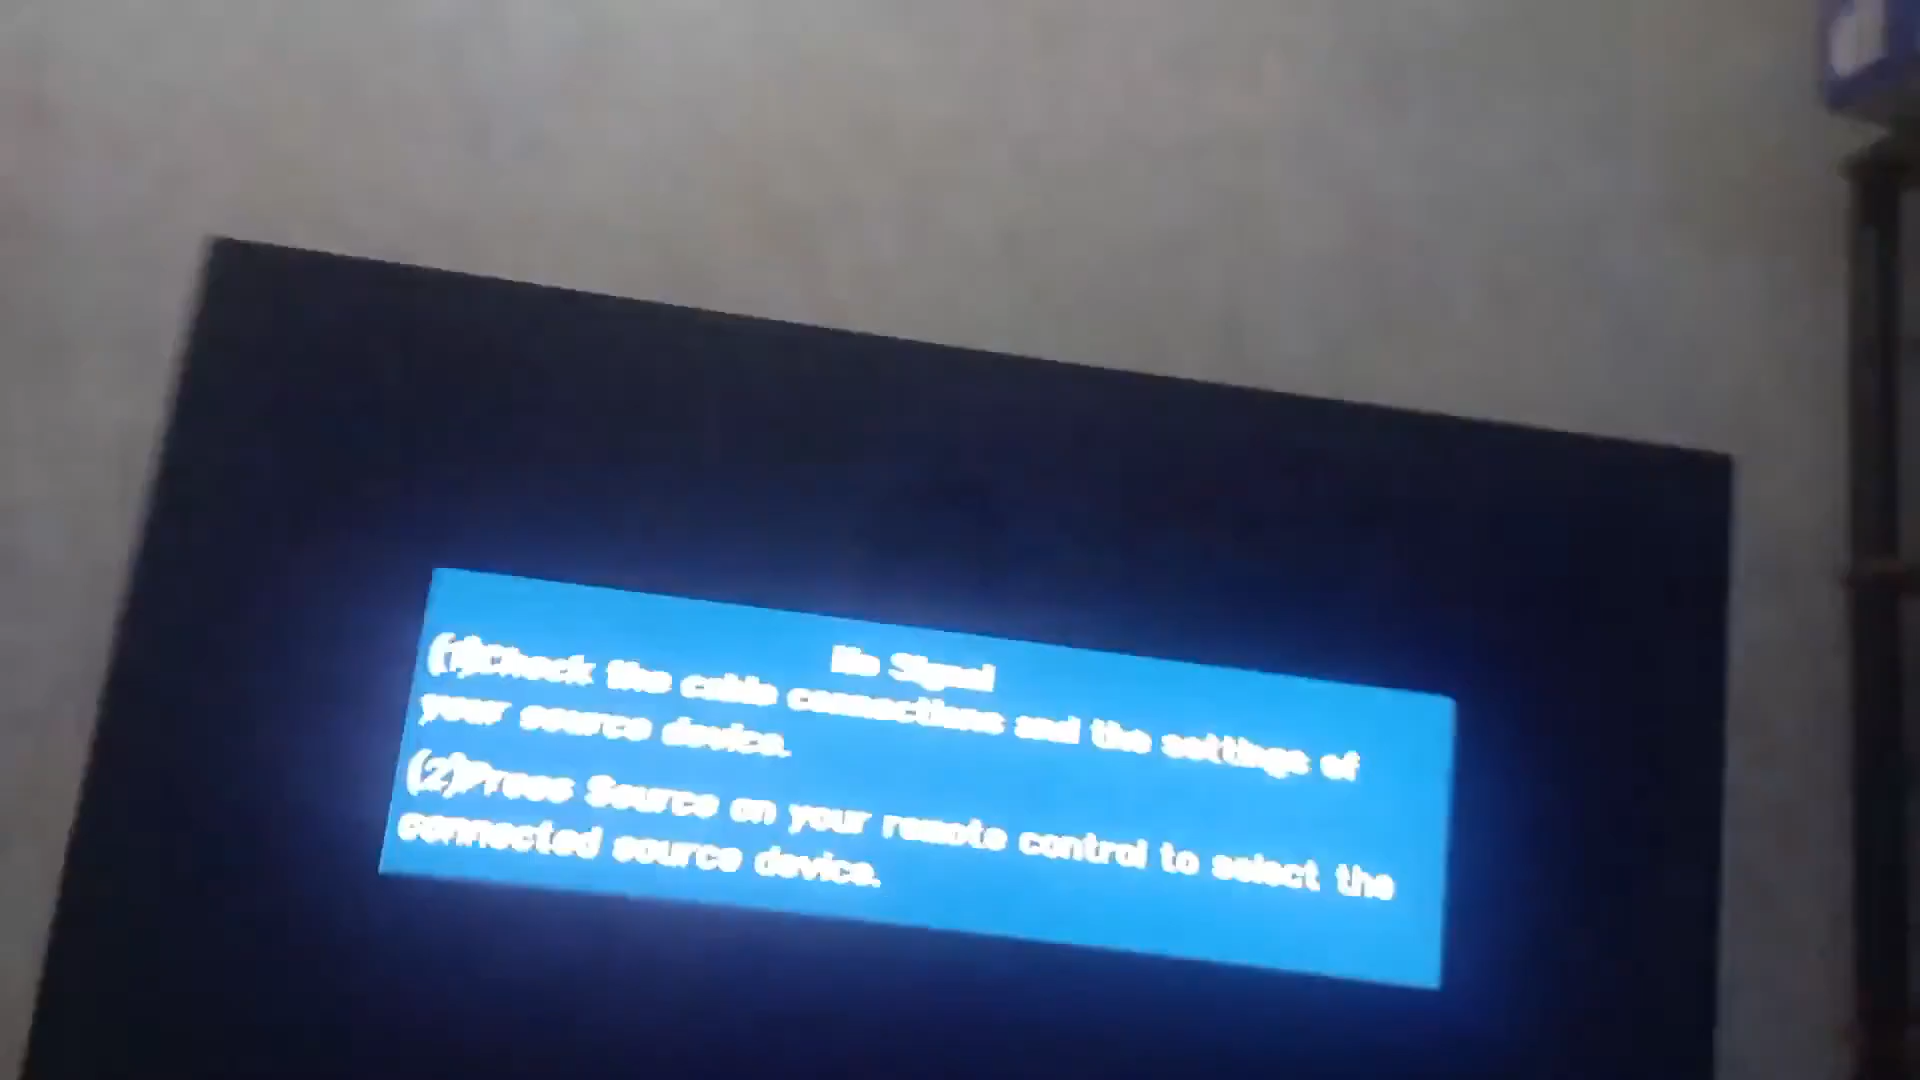 No Signal
(1)Check the cable connections and the settings of
your source device.
(2)Press Source on your remote control to select the
connected source device.